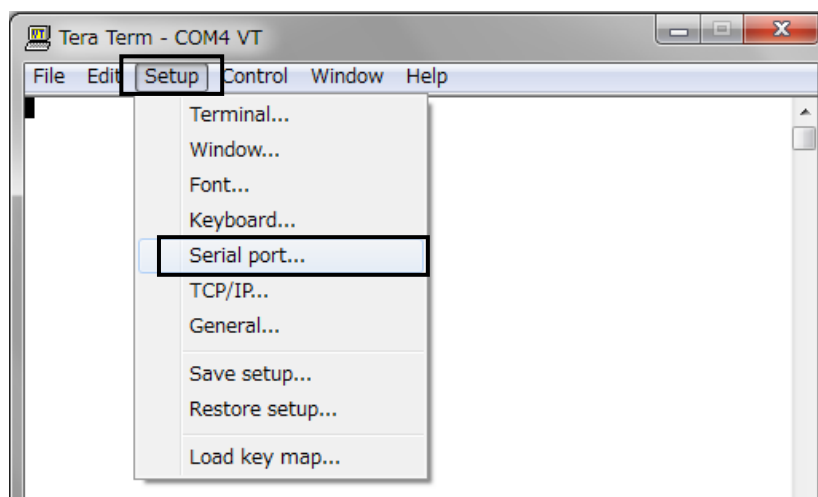 Tera Term - COM4 VT
File Edit Setup Control Window Help
Terminal...
Window...
Font...
Keyboard...
Serial port...
TCP/IP...
General...
Save setup...
Restore setup...
Load key map...